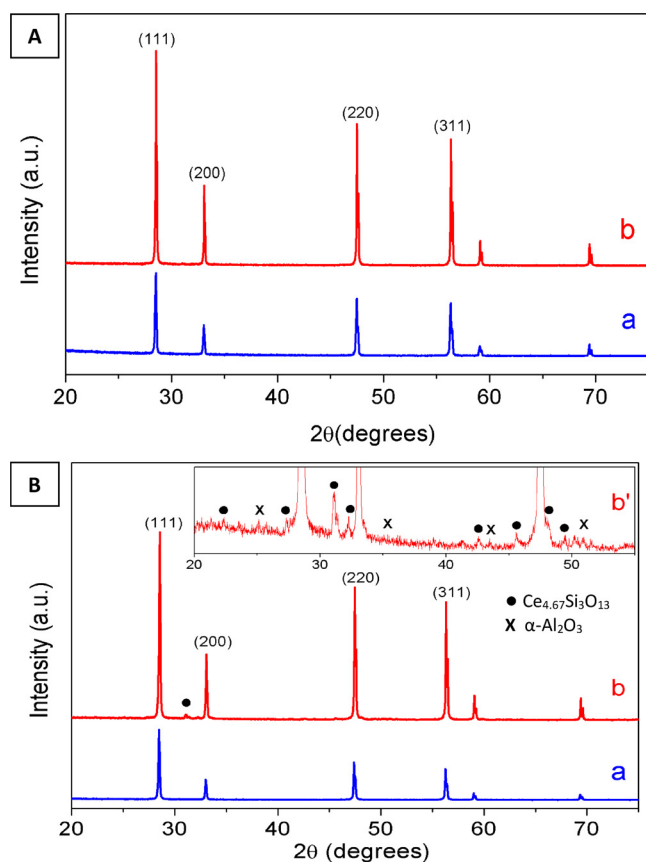 A
(111)
(220)
(311)
(200)
b
a
Intensity (a.u.)
20 30 40 50 60 70
2θ(degrees)
B
b'
20 30 40 50
(111)
(220)
(311)
(200)
● Ce4.67Si3O13
X α-Al2O3
b
a
Intensity (a.u.)
20 30 40 50 60 70
2θ (degrees)